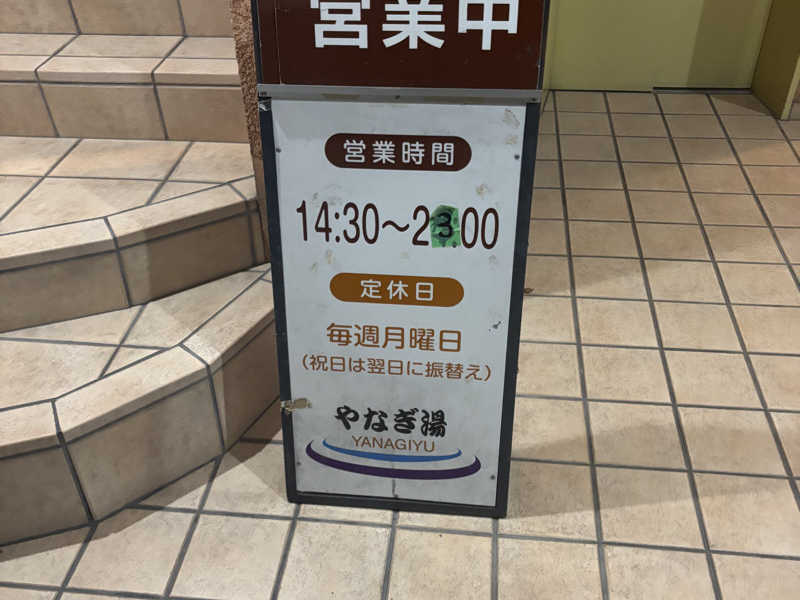 営業中
営業時間
14:30〜23:00
定休日
毎週月曜日
(祝日は翌日に振替え)
やなぎ湯
YANAGIYU